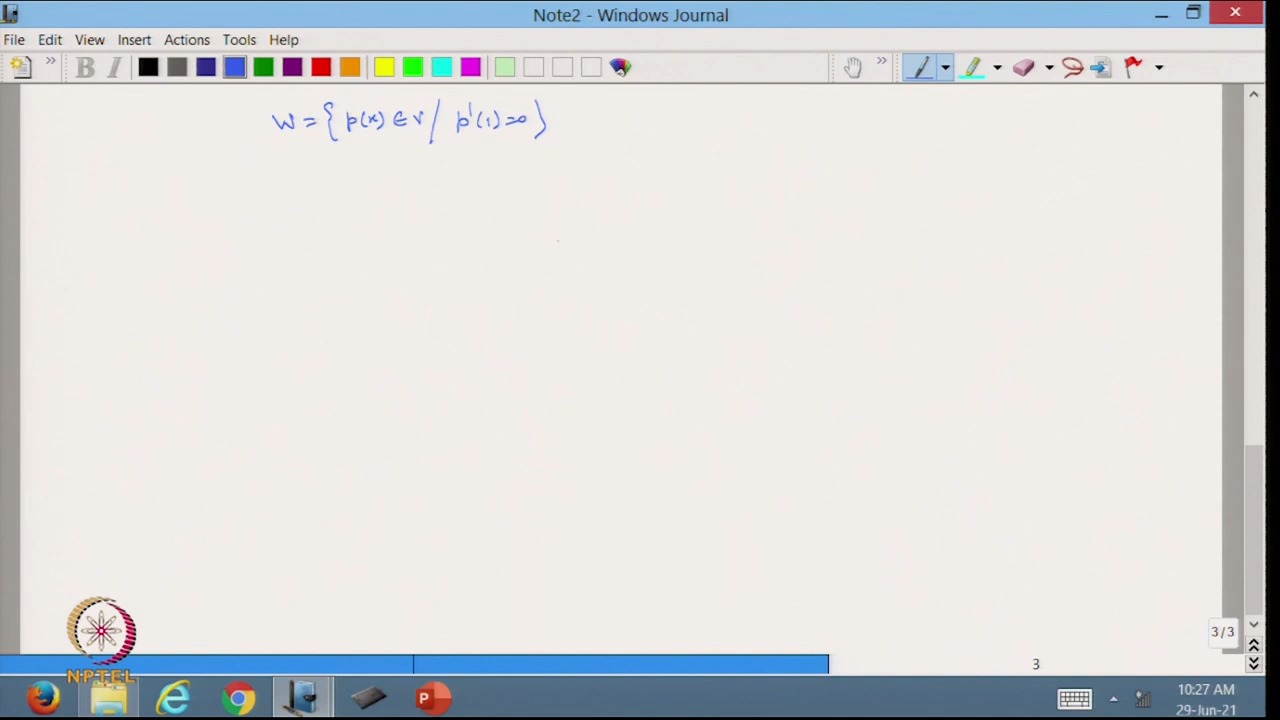 Note2 - Windows Journal
File Edit View Insert Actions Tools Help
B I
W = { p(x) ∈ V / p'(1) = 0 }
3/3
3
NPTEL
10:27 AM
29-Jun-21